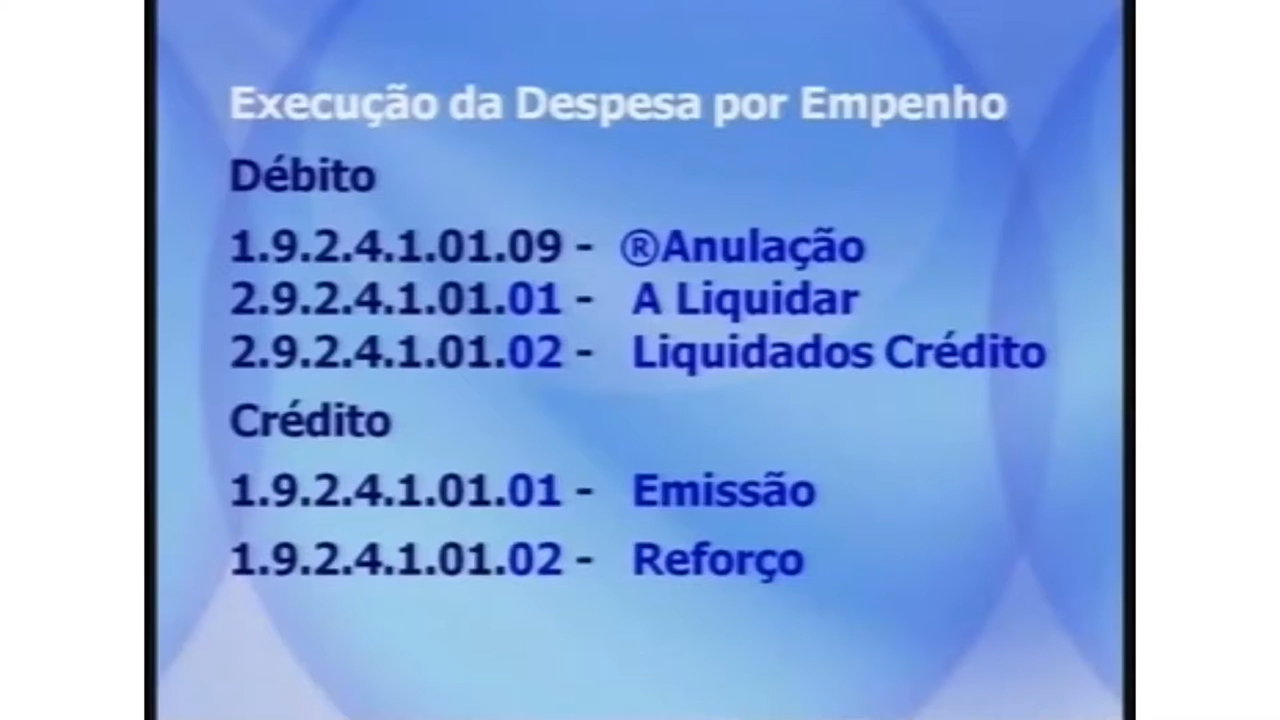 Execução da Despesa por Empenho
Débito
1.9.2.4.1.01.09 - ®Anulação
2.9.2.4.1.01.01 - A Liquidar
2.9.2.4.1.01.02 - Liquidados Crédito
Crédito
1.9.2.4.1.01.01 - Emissão
1.9.2.4.1.01.02 - Reforço